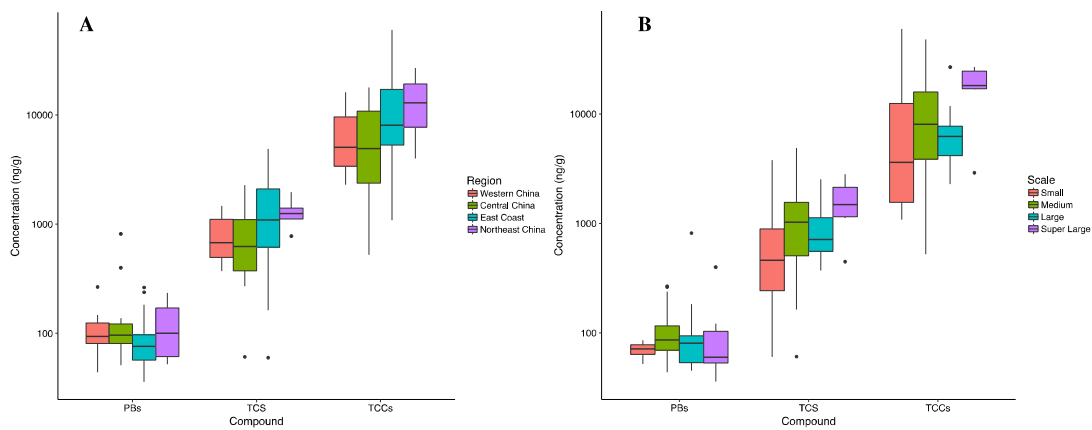 A
Concentration (ng/g)
10000
1000
100
PBs
TCS
TCCs
Compound
Region
Western China
Central China
East Coast
Northeast China
B
Concentration (ng/g)
10000
1000
100
PBs
TCS
TCCs
Compound
Scale
Small
Medium
Large
Super Large